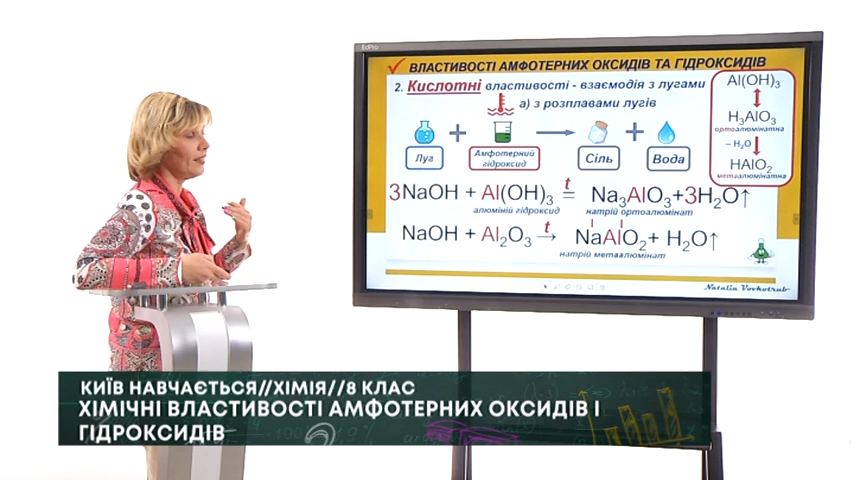 EdPro
ВЛАСТИВОСТІ АМФОТЕРНИХ ОКСИДІВ ТА ГІДРОКСИДІВ
2. Кислотні властивості - взаємодія з лугами
а) з розплавами лугів
Al(OH)₃
H₃AlO₃
ортоалюмінатна
– H₂O
HAlO₂
метаалюмінатна
Луг + Амфотерний гідроксид → Сіль + Вода
3NaOH + Al(OH)₃ t = Na₃AlO₃+3H₂O↑
алюміній гідроксид натрій ортоалюмінат
NaOH + Al₂O₃ t → NaAlO₂+ H₂O↑
I I
натрій метаалюмінат
Natalia Vovkotrub
КИЇВ НАВЧАЄТЬСЯ//ХІМІЯ//8 КЛАС
ХІМІЧНІ ВЛАСТИВОСТІ АМФОТЕРНИХ ОКСИДІВ І
ГІДРОКСИДІВ